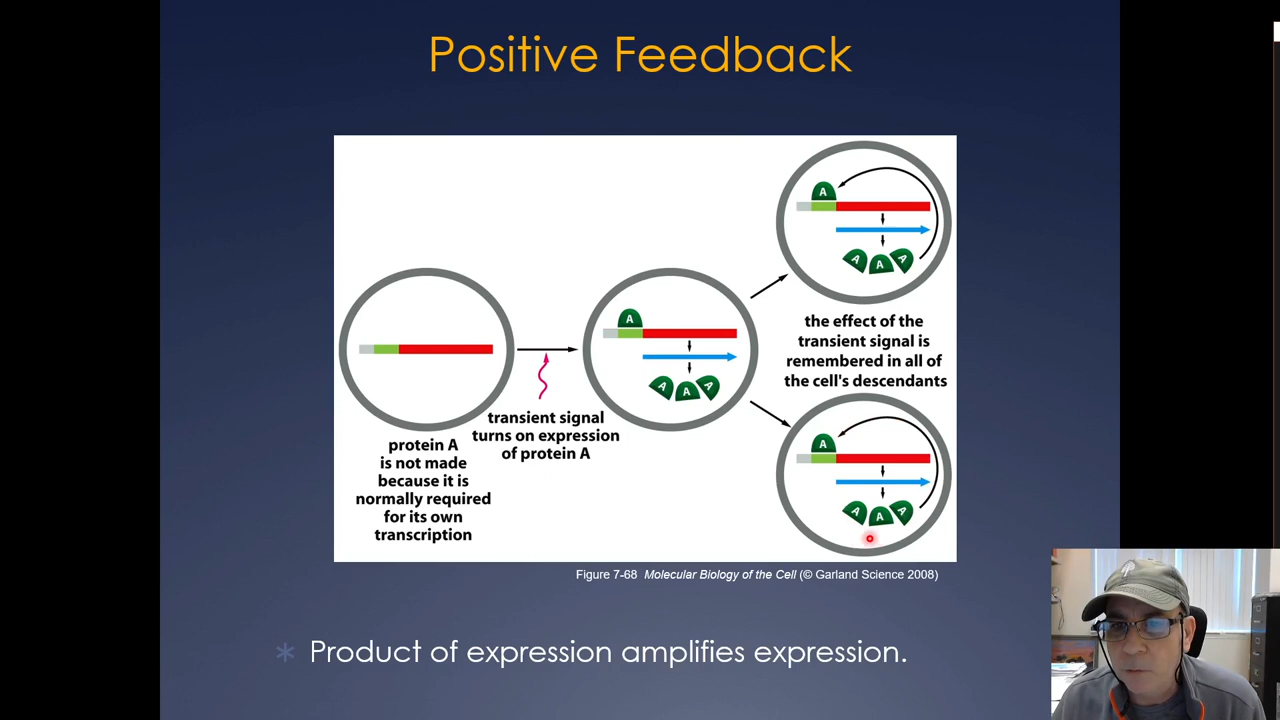 Positive Feedback
A
A
A
A
A
the effect of the
transient signal is
remembered in all of
the cell's descendants
A
A
A
A
A
transient signal
turns on expression
of protein A
protein A
is not made
because it is
normally required
for its own
transcription
A
A
A
A
Figure 7-68 Molecular Biology of the Cell (© Garland Science 2008)
Product of expression amplifies expression.